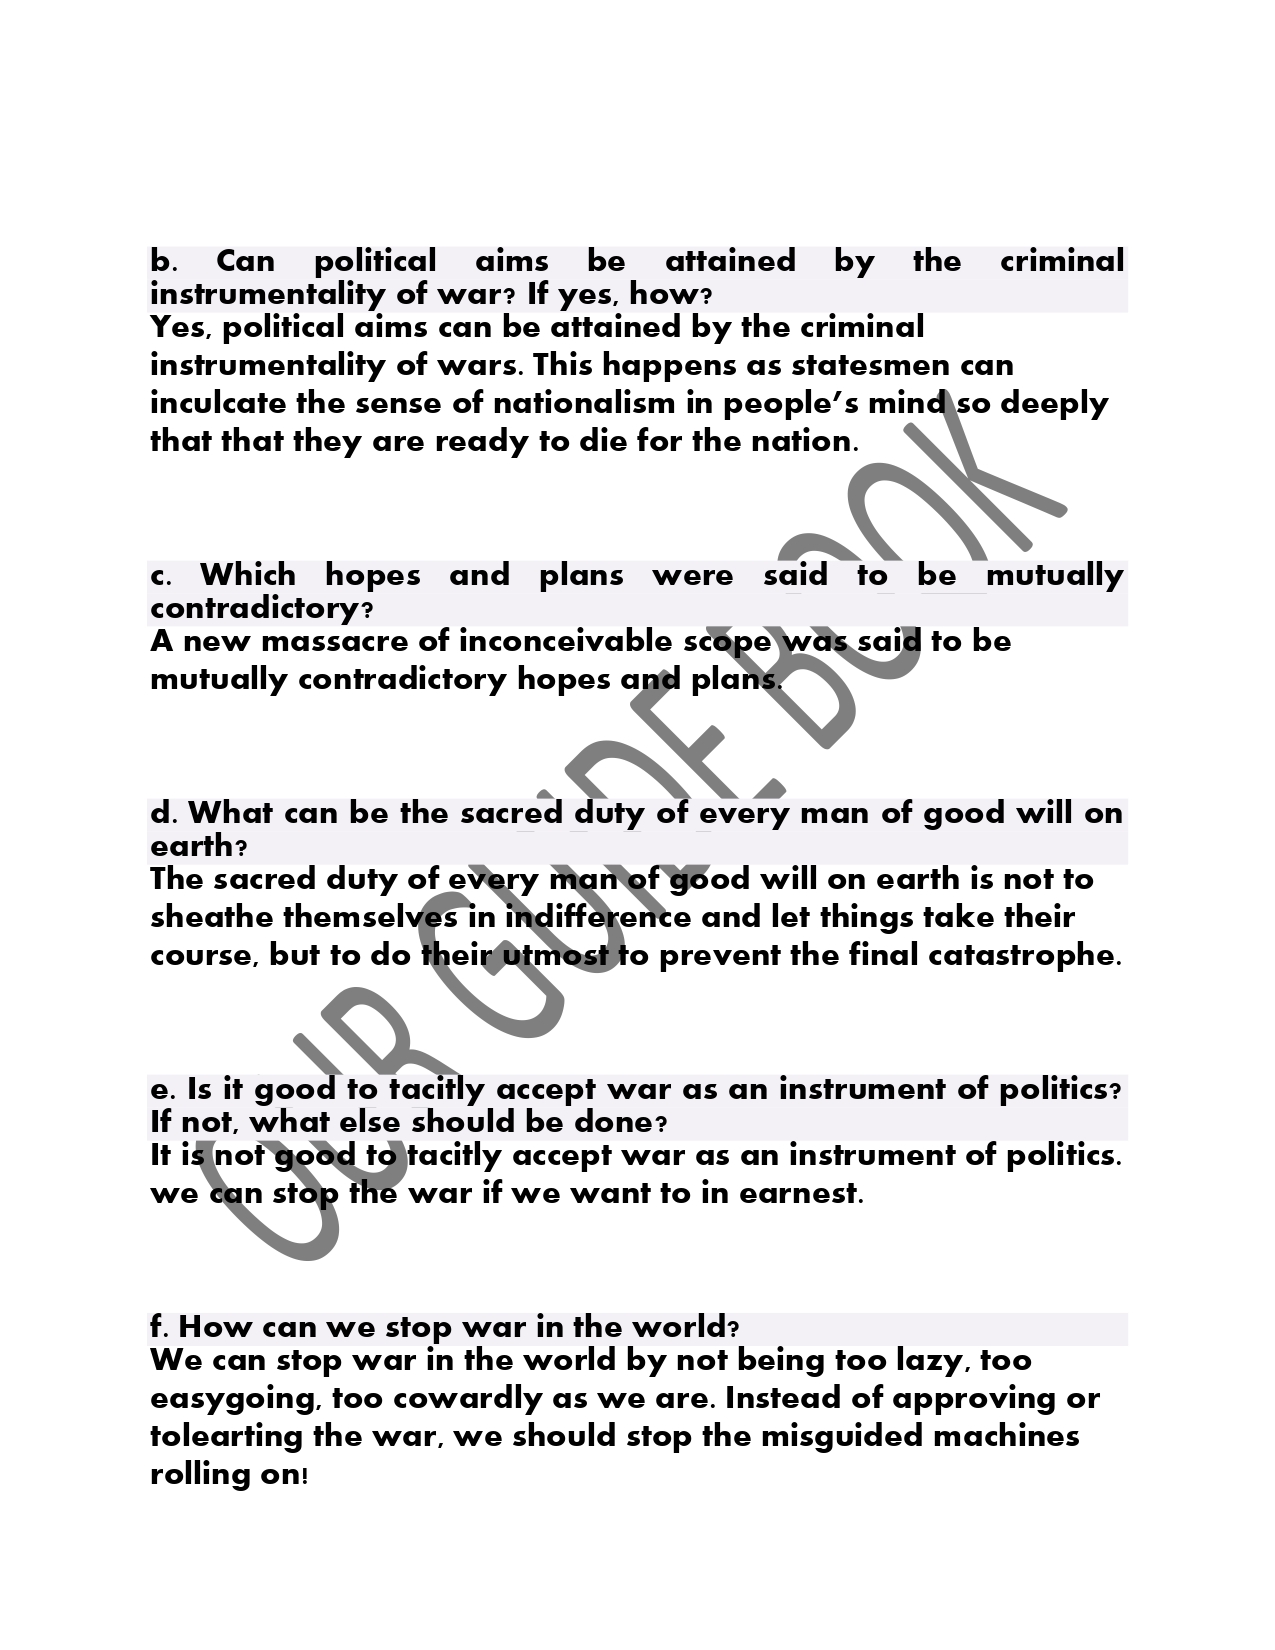 b. Can political aims be attained by the criminal
instrumentality of war? If yes, how?
Yes, political aims can be attained by the criminal
instrumentality of wars. This happens as statesmen can
inculcate the sense of nationalism in people’s mind so deeply
that that they are ready to die for the nation.
c. Which hopes and plans were said to be mutually
contradictory?
A new massacre of inconceivable scope was said to be
mutually contradictory hopes and plans.
d. What can be the sacred duty of every man of good will on
earth?
The sacred duty of every man of good will on earth is not to
sheathe themselves in indifference and let things take their
course, but to do their utmost to prevent the final catastrophe.
e. Is it good to tacitly accept war as an instrument of politics?
If not, what else should be done?
It is not good to tacitly accept war as an instrument of politics.
we can stop the war if we want to in earnest.
f. How can we stop war in the world?
We can stop war in the world by not being too lazy, too
easygoing, too cowardly as we are. Instead of approving or
tolearting the war, we should stop the misguided machines
rolling on!
OUR GUIDE BOOK